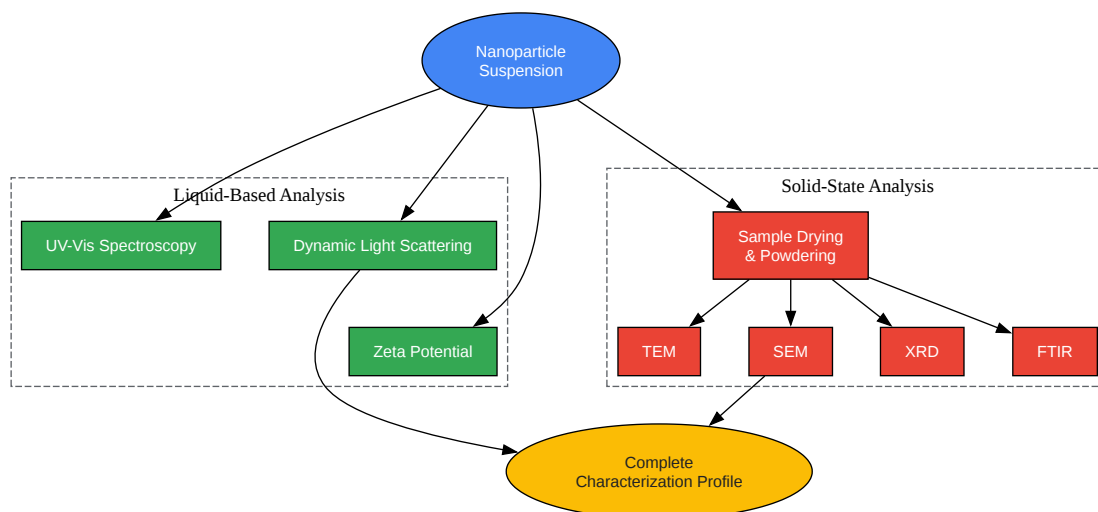 Nanoparticle
Suspension
Liquid-Based Analysis
Solid-State Analysis
UV-Vis Spectroscopy
Dynamic Light Scattering
Sample Drying
& Powdering
Zeta Potential
TEM
SEM
XRD
FTIR
Complete
Characterization Profile